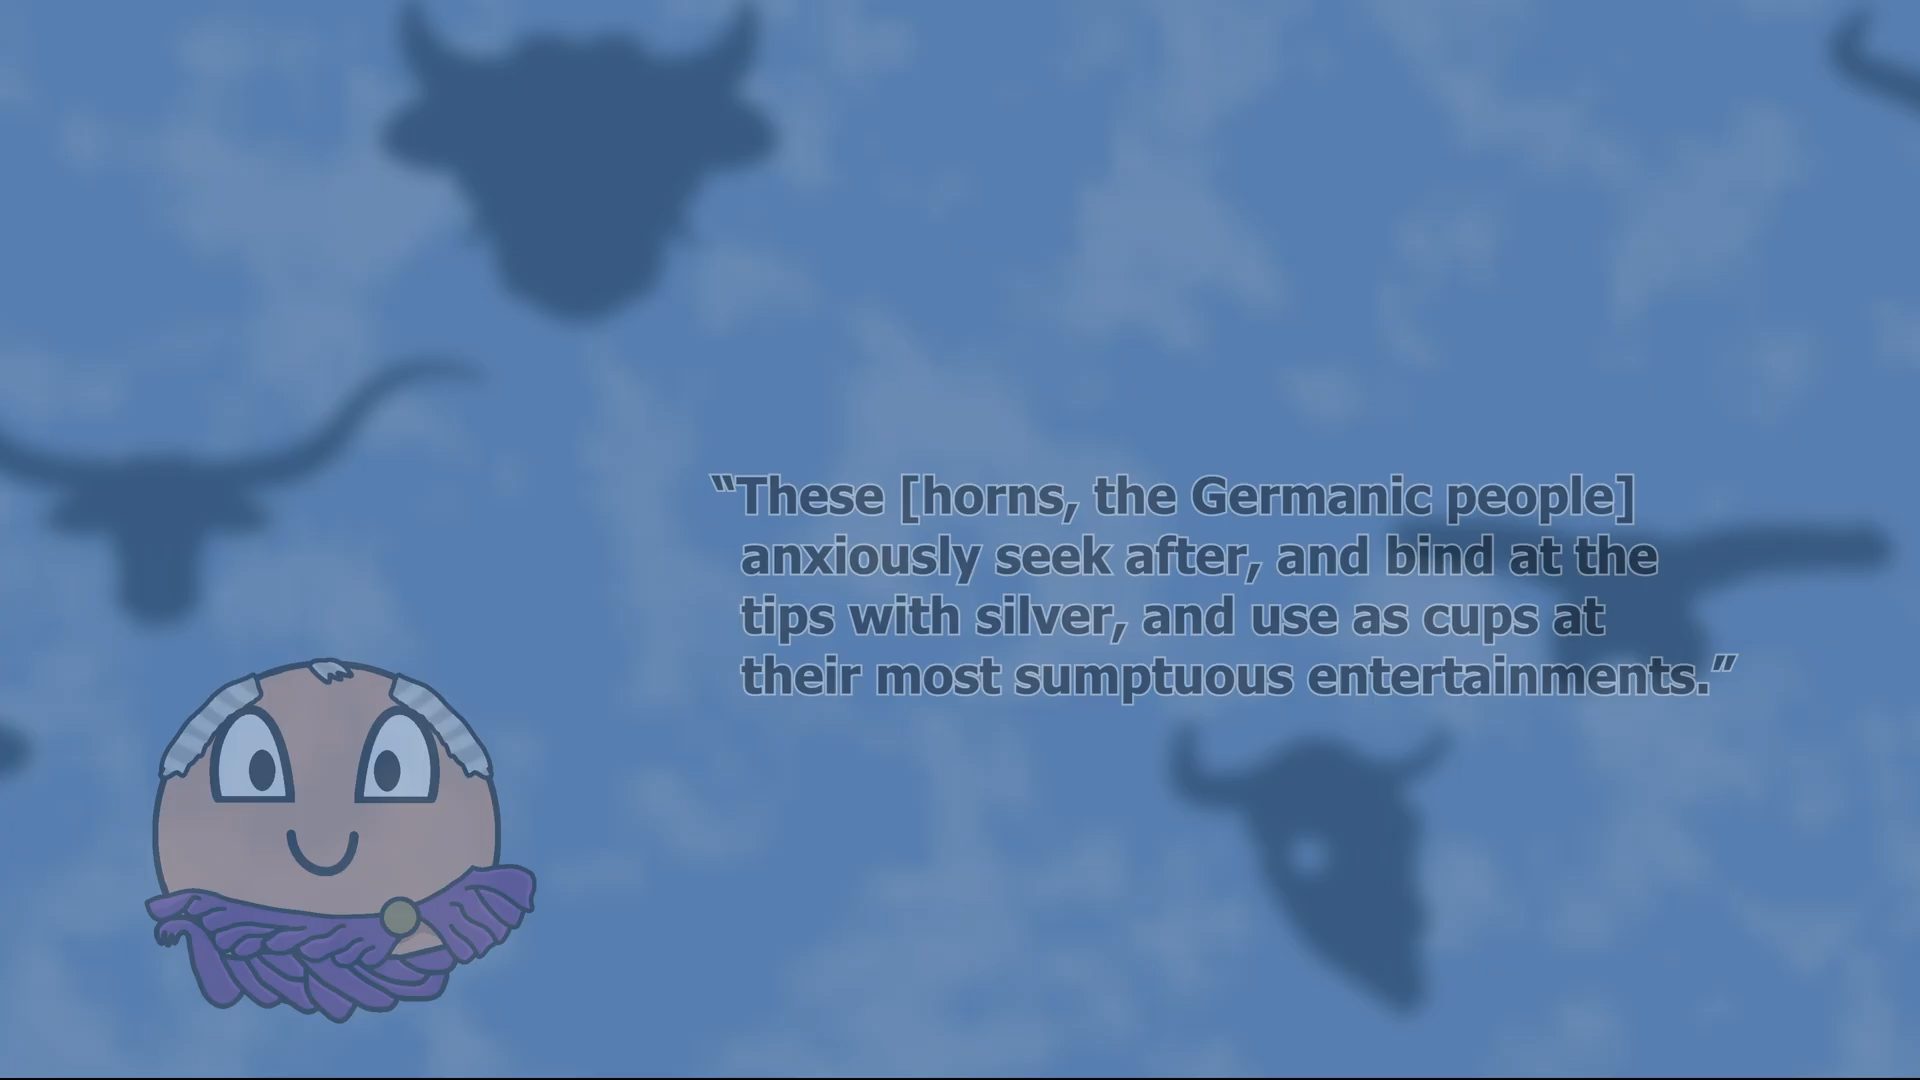 “These [horns, the Germanic people]
anxiously seek after, and bind at the
tips with silver, and use as cups at
their most sumptuous entertainments.”